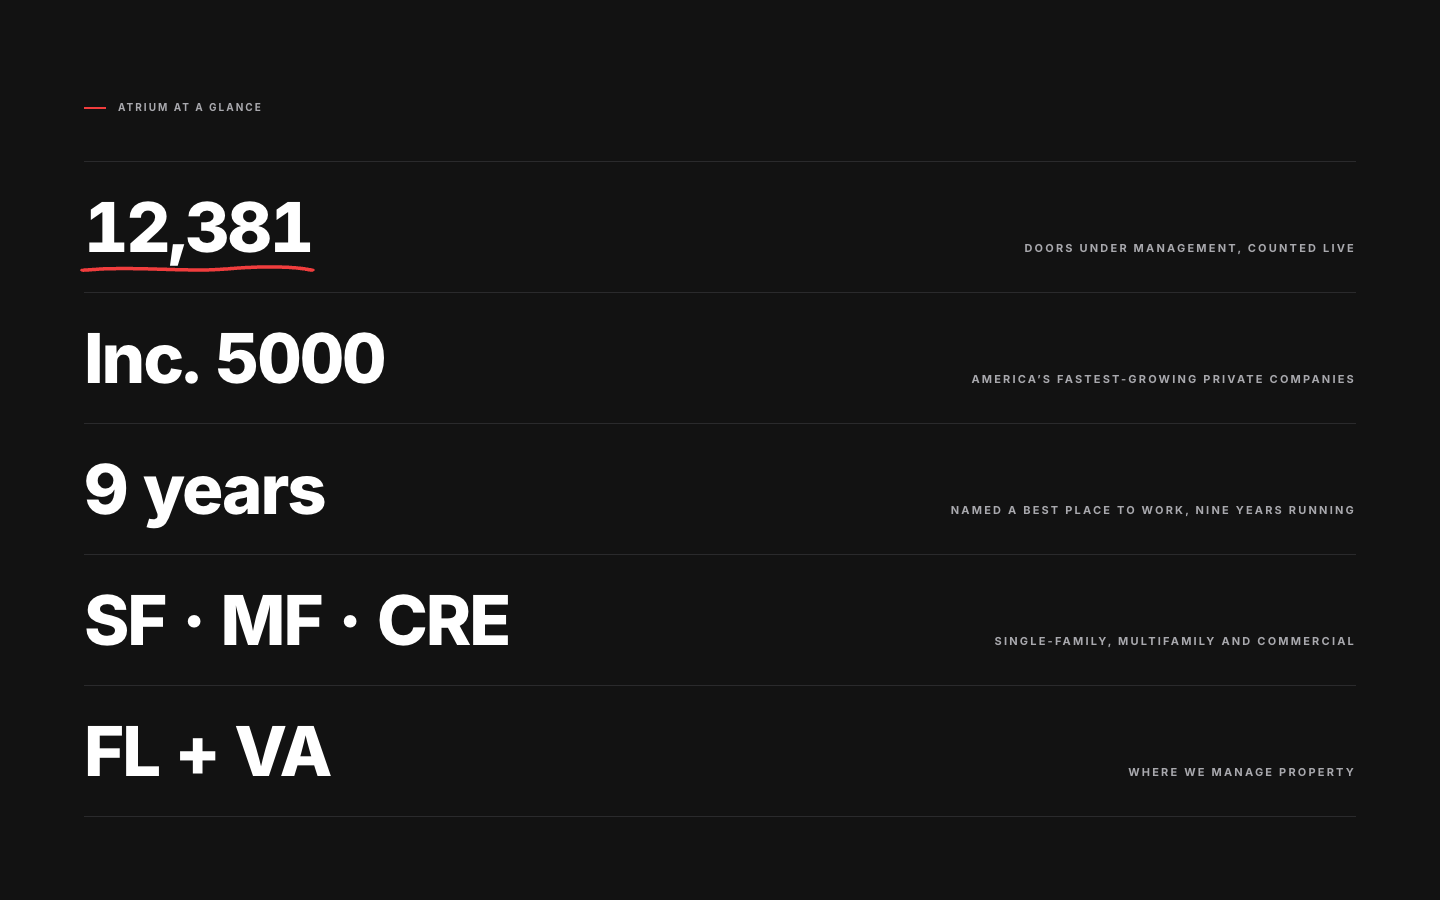 ATRIUM AT A GLANCE
12,381
DOORS UNDER MANAGEMENT, COUNTED LIVE
Inc. 5000
AMERICA’S FASTEST-GROWING PRIVATE COMPANIES
9 years
NAMED A BEST PLACE TO WORK, NINE YEARS RUNNING
SF · MF · CRE
SINGLE-FAMILY, MULTIFAMILY AND COMMERCIAL
FL + VA
WHERE WE MANAGE PROPERTY